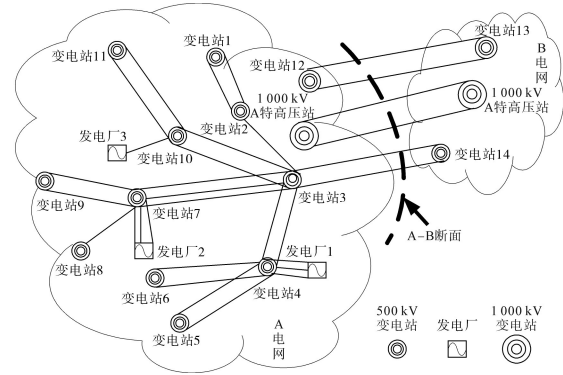 变电站13
变电站1
变电站11
变电站12
B
电
网
1 000 kV
A特高压站
1 000 kV
A特高压站
变电站2
发电厂3
变电站10
变电站14
变电站3
变电站9
变电站7
A-B断面
发电厂2
发电厂1
变电站8
变电站6
变电站4
变电站5
A
电
网
500 kV
变电站
发电厂
1 000 kV
变电站